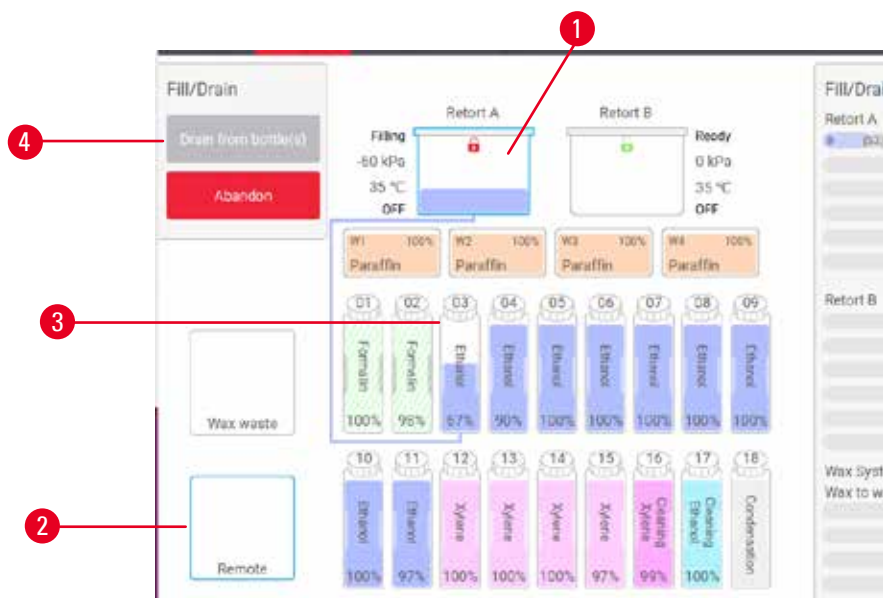 1
Fill/Drain
Fill/Drai
Drain from bottle(s)
Abandon
4
Retort A
Retort B
Filling
-60 kPa
35 °C
OFF
Ready
0 kPa
35 °C
OFF
Retort A
W1 100%
Paraffin
W2 100%
Paraffin
W3 100%
Paraffin
W4 100%
Paraffin
3
01 02 03 04 05 06 07 08 09
Formalin
Formalin
Ethanol
Ethanol
Ethanol
Ethanol
Ethanol
Ethanol
Ethanol
100% 98% 67% 90% 100% 100% 100% 100% 100%
Retort B
Wax waste
10 11 12 13 14 15 16 17 18
Ethanol
Ethanol
Xylene
Xylene
Xylene
Xylene
Cleaning
Xylene
Cleaning
Ethanol
Condensation
100% 97% 100% 100% 100% 97% 99% 100%
2
Remote
Wax Syst
Wax to w